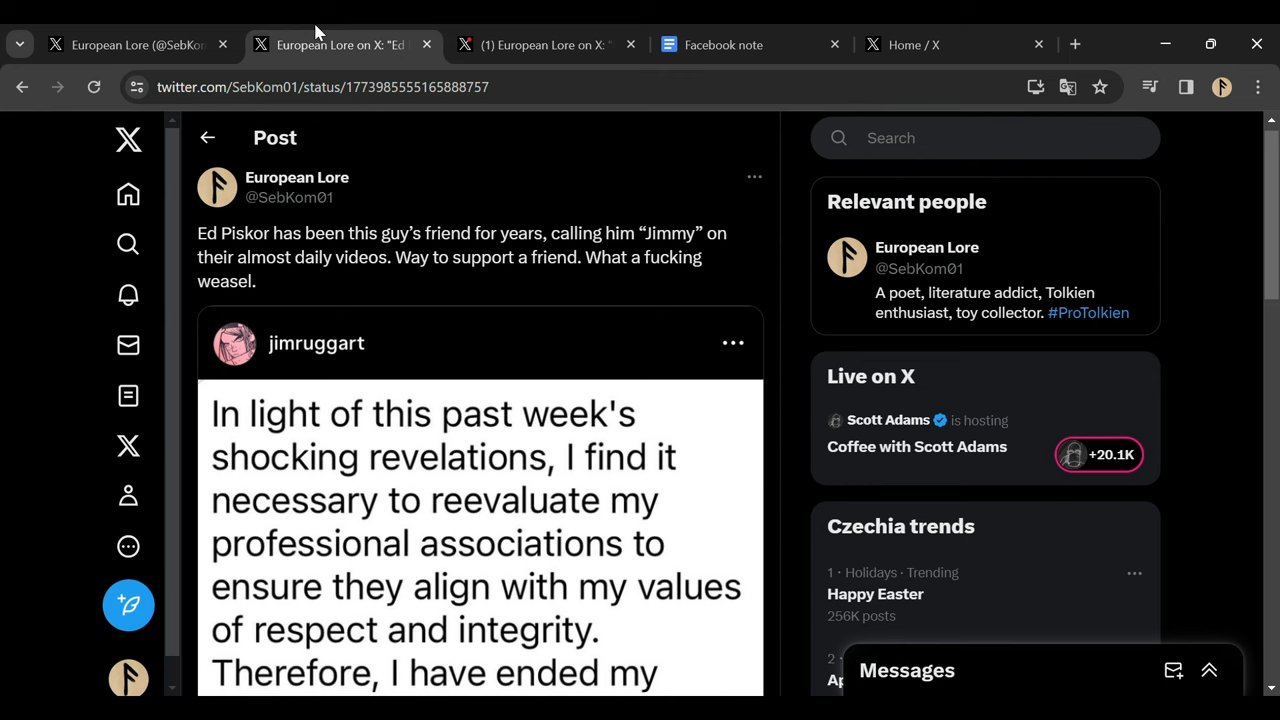 European Lore (@SebKom
European Lore on X: "Ed
(1) European Lore on X: "
Facebook note
Home / X
twitter.com/SebKom01/status/1773985555165888757
Post
European Lore
@SebKom01
Ed Piskor has been this guy’s friend for years, calling him “Jimmy” on
their almost daily videos. Way to support a friend. What a fucking
weasel.
jimruggart
In light of this past week's
shocking revelations, I find it
necessary to reevaluate my
professional associations to
ensure they align with my values
of respect and integrity.
Therefore, I have ended my
Search
Relevant people
European Lore
@SebKom01
A poet, literature addict, Tolkien
enthusiast, toy collector. #ProTolkien
Live on X
Scott Adams is hosting
Coffee with Scott Adams
+20.1K
Czechia trends
1 · Holidays · Trending
Happy Easter
256K posts
2 ·
Ap
Messages